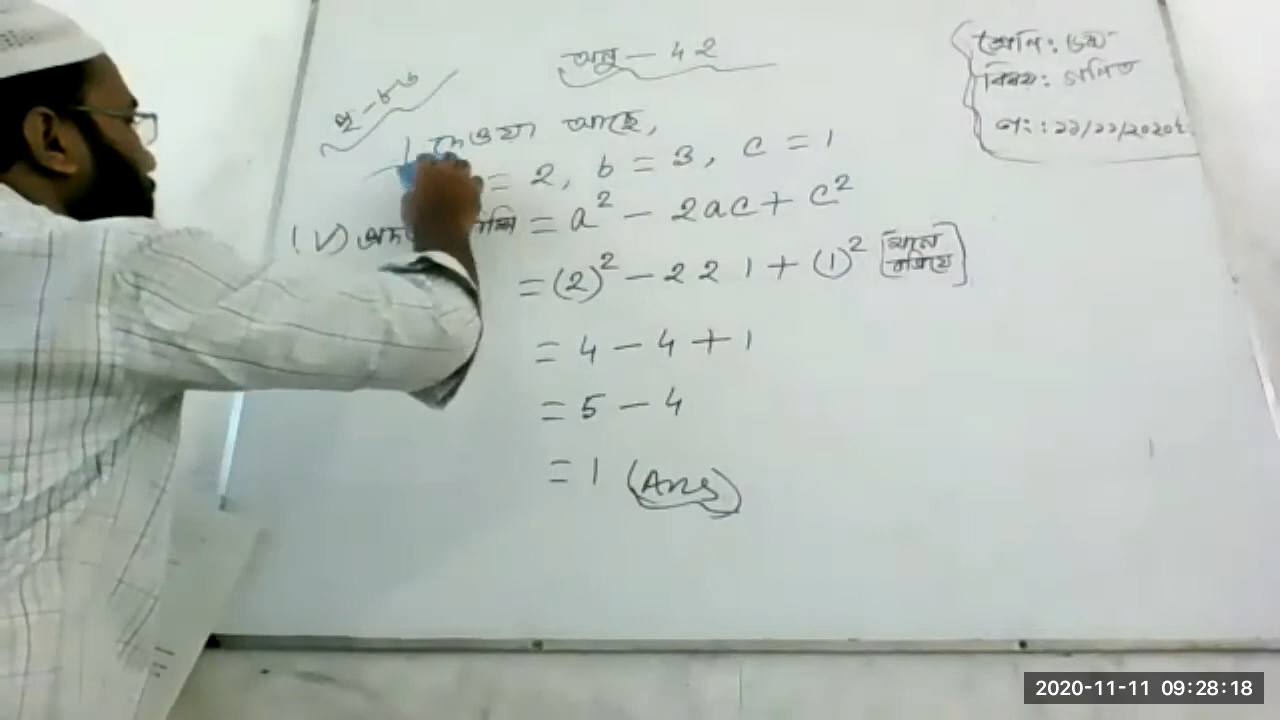 অনু — 42
শ্রেণি: ৬ষ্ঠ
বিষয়: গণিত
১১/১১/২০২০
পৃ - ৮৩
দেওয়া আছে,
= 2, b = 3, c = 1
(V) = a² − 2ac + c²
= (2)² − 2 2 1 + (1)² [মান বসিয়ে]
= 4 − 4 + 1
= 5 − 4
= 1 (Ans)
2020-11-11 09:28:18